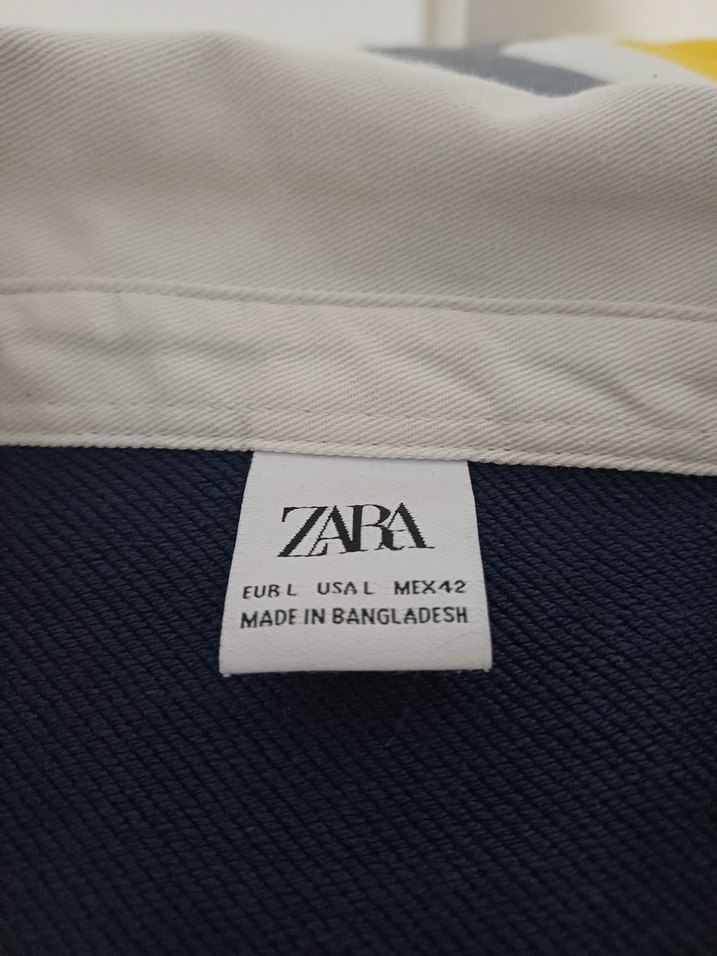 ZARA
EUR L USA L MEX 42
MADE IN BANGLADESH